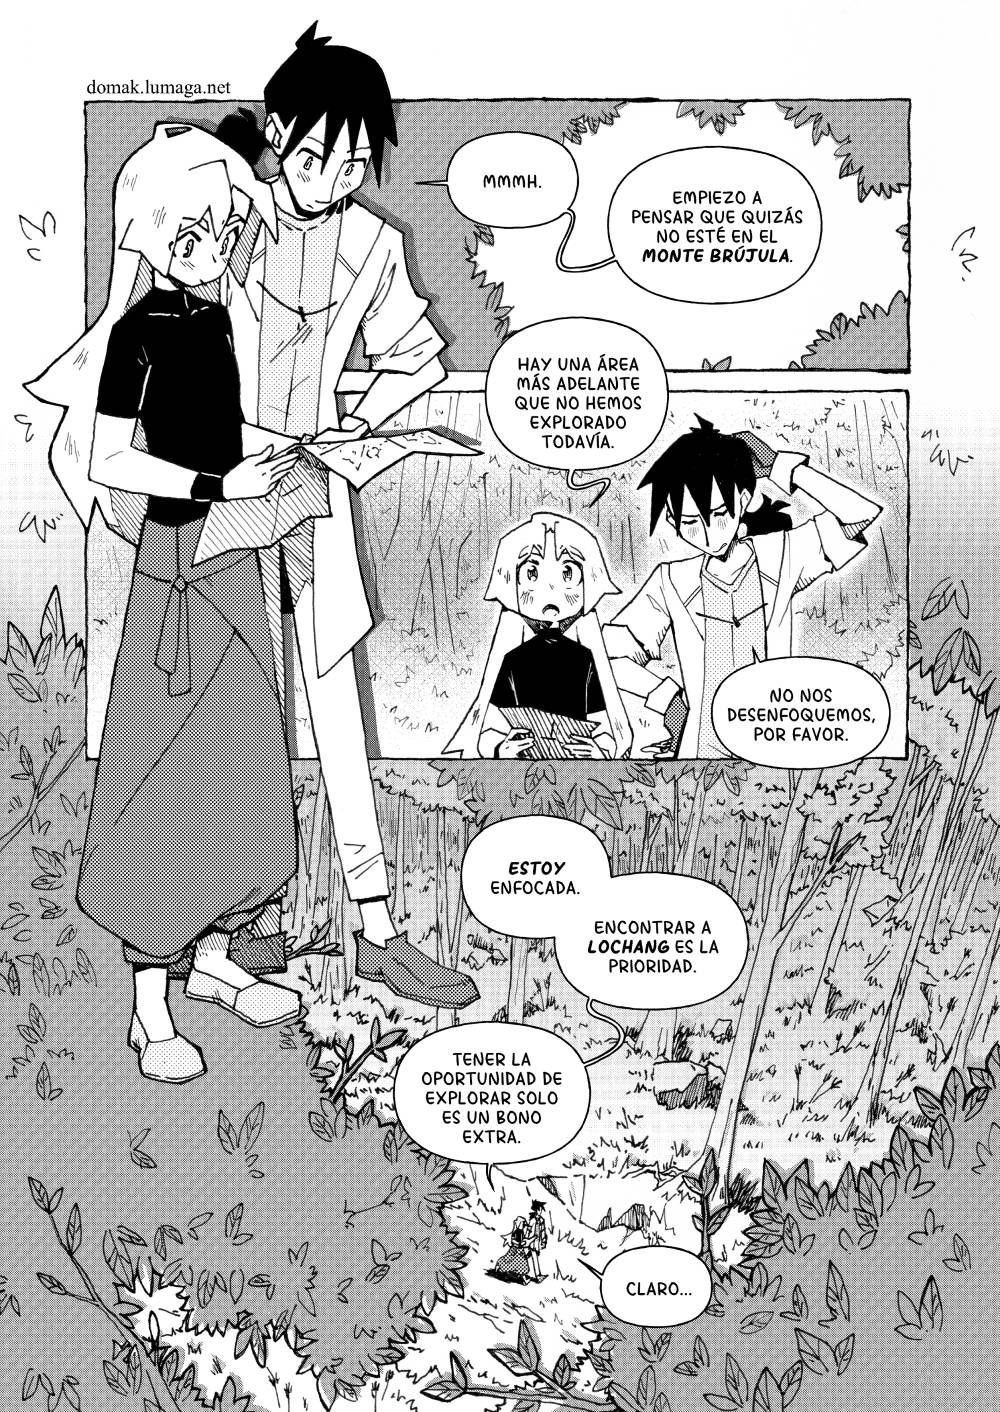 domak.lumaga.net
MMMH.
EMPIEZO A
PENSAR QUE QUIZÁS
NO ESTÉ EN EL
MONTE BRÚJULA.
HAY UNA ÁREA
MÁS ADELANTE
QUE NO HEMOS
EXPLORADO
TODAVÍA.
NO NOS
DESENFOQUEMOS,
POR FAVOR.
ESTOY
ENFOCADA.
ENCONTRAR A
LOCHANG ES LA
PRIORIDAD.
TENER LA
OPORTUNIDAD DE
EXPLORAR SOLO
ES UN BONO
EXTRA.
CLARO...